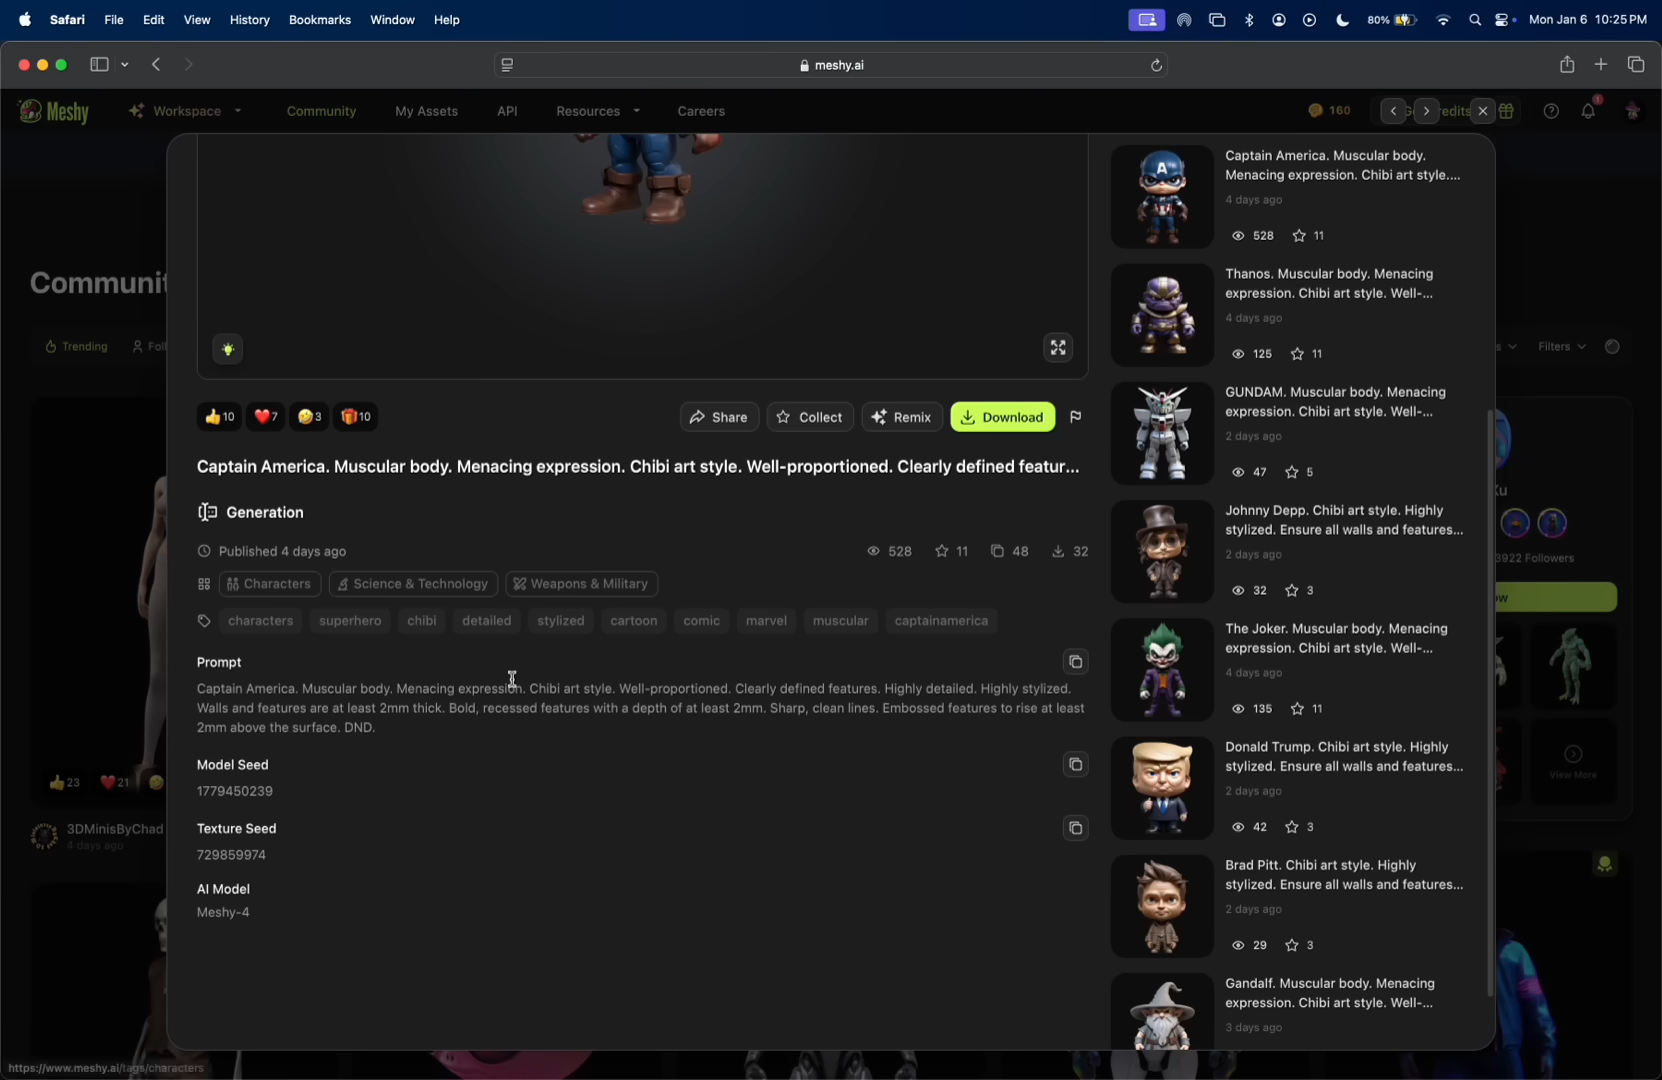 Safari File Edit View History Bookmarks Window Help 80% Mon Jan 6 10:25 PM
meshy.ai
Meshy Workspace Community My Assets API Resources Careers 160 redits 1
Communit
Trending Foll
Filters
Captain America. Muscular body.
Menacing expression. Chibi art style....
4 days ago
528 11
Thanos. Muscular body. Menacing
expression. Chibi art style. Well-...
4 days ago
125 11
GUNDAM. Muscular body. Menacing
expression. Chibi art style. Well-...
2 days ago
47 5
Johnny Depp. Chibi art style. Highly
stylized. Ensure all walls and features...
2 days ago
32 3
The Joker. Muscular body. Menacing
expression. Chibi art style. Well-...
4 days ago
135 11
Donald Trump. Chibi art style. Highly
stylized. Ensure all walls and features...
2 days ago
42 3
Brad Pitt. Chibi art style. Highly
stylized. Ensure all walls and features...
2 days ago
29 3
Gandalf. Muscular body. Menacing
expression. Chibi art style. Well-...
3 days ago
10 7 3 10 Share Collect Remix Download
Captain America. Muscular body. Menacing expression. Chibi art style. Well-proportioned. Clearly defined featur...
Generation
Published 4 days ago 528 11 48 32
Characters Science & Technology Weapons & Military
characters superhero chibi detailed stylized cartoon comic marvel muscular captainamerica
Prompt
Captain America. Muscular body. Menacing expression. Chibi art style. Well-proportioned. Clearly defined features. Highly detailed. Highly stylized.
Walls and features are at least 2mm thick. Bold, recessed features with a depth of at least 2mm. Sharp, clean lines. Embossed features to rise at least
2mm above the surface. DND.
Model Seed
1779450239
Texture Seed
729859974
AI Model
Meshy-4
23 21
3DMinisByChad
4 days ago
3922 Followers
View More
https://www.meshy.ai/tags/characters